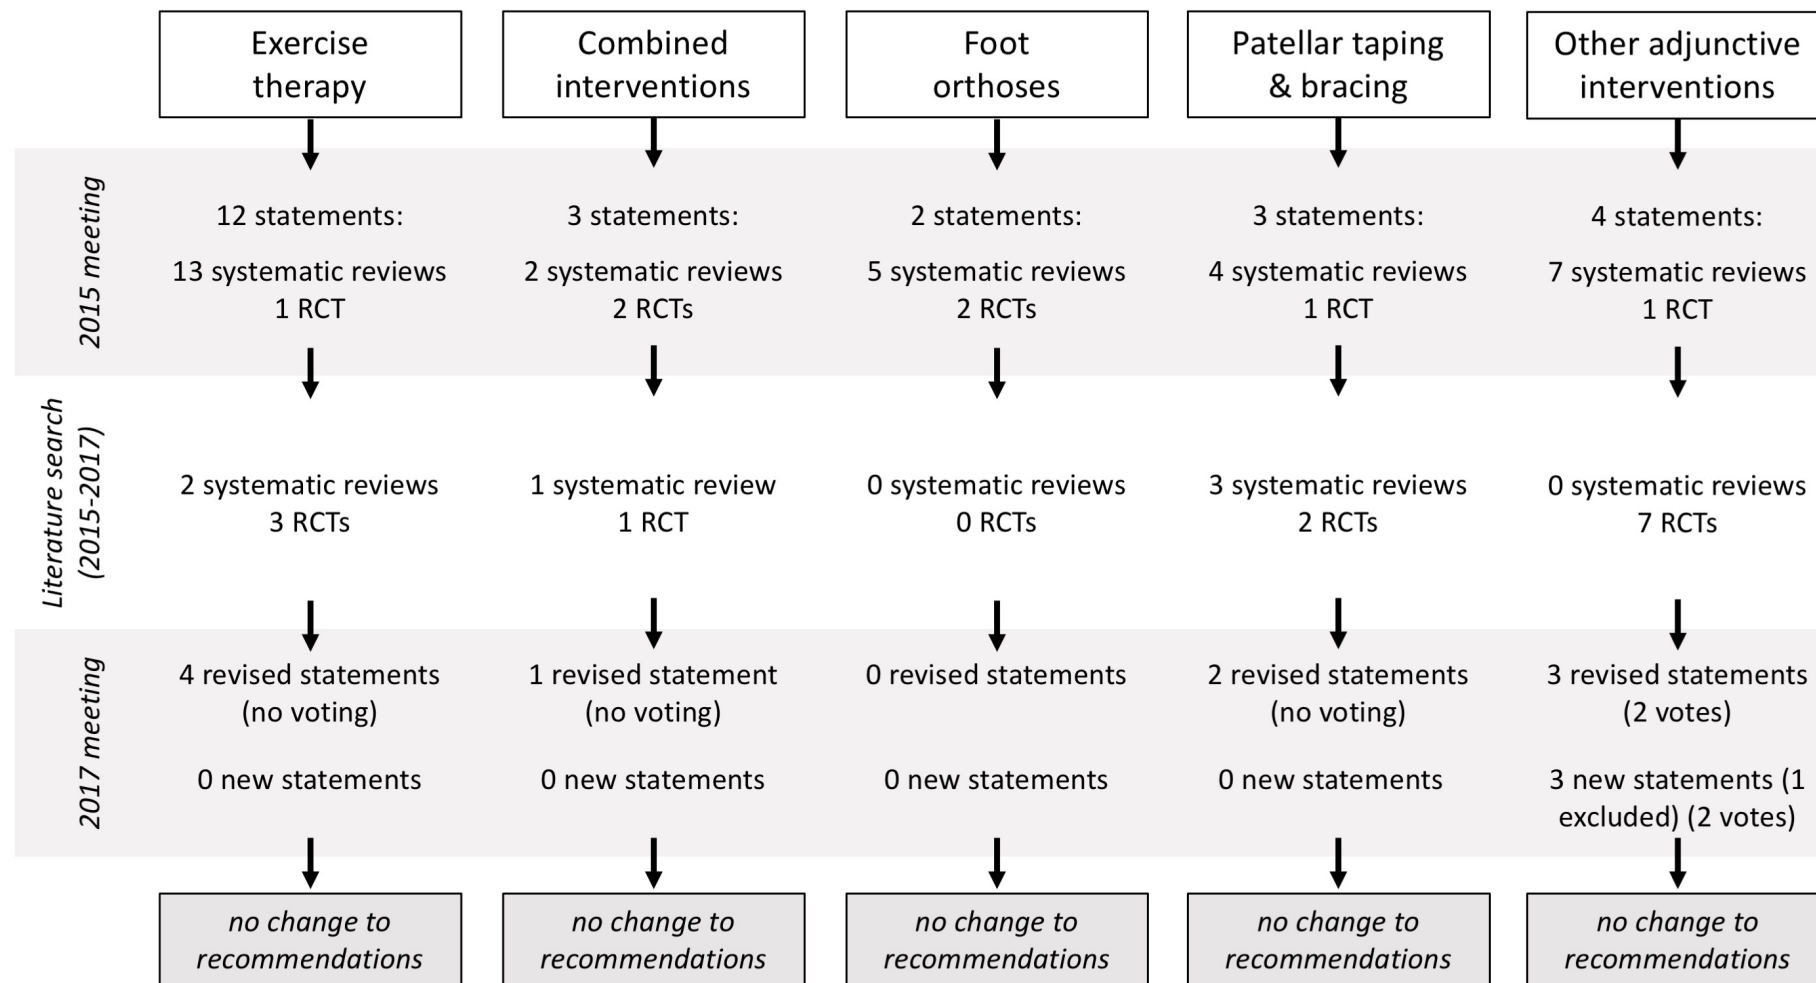 Exercise
therapy
Combined
interventions
Foot
orthoses
Patellar taping
& bracing
Other adjunctive
interventions
2015 meeting
12 statements:
13 systematic reviews
1 RCT
3 statements:
2 systematic reviews
2 RCTs
2 statements:
5 systematic reviews
2 RCTs
3 statements:
4 systematic reviews
1 RCT
4 statements:
7 systematic reviews
1 RCT
Literature search
(2015-2017)
2 systematic reviews
3 RCTs
1 systematic review
1 RCT
0 systematic reviews
0 RCTs
3 systematic reviews
2 RCTs
0 systematic reviews
7 RCTs
2017 meeting
4 revised statements
(no voting)
0 new statements
1 revised statement
(no voting)
0 new statements
0 revised statements
0 new statements
2 revised statements
(no voting)
0 new statements
3 revised statements
(2 votes)
3 new statements (1
excluded) (2 votes)
no change to
recommendations
no change to
recommendations
no change to
recommendations
no change to
recommendations
no change to
recommendations